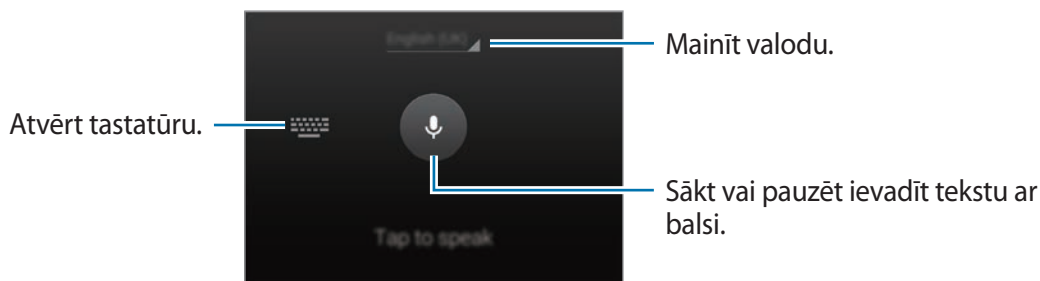 English (UK)
Mainīt valodu.
Atvērt tastatūru.
Sākt vai pauzēt ievadīt tekstu ar
balsi.
Tap to speak